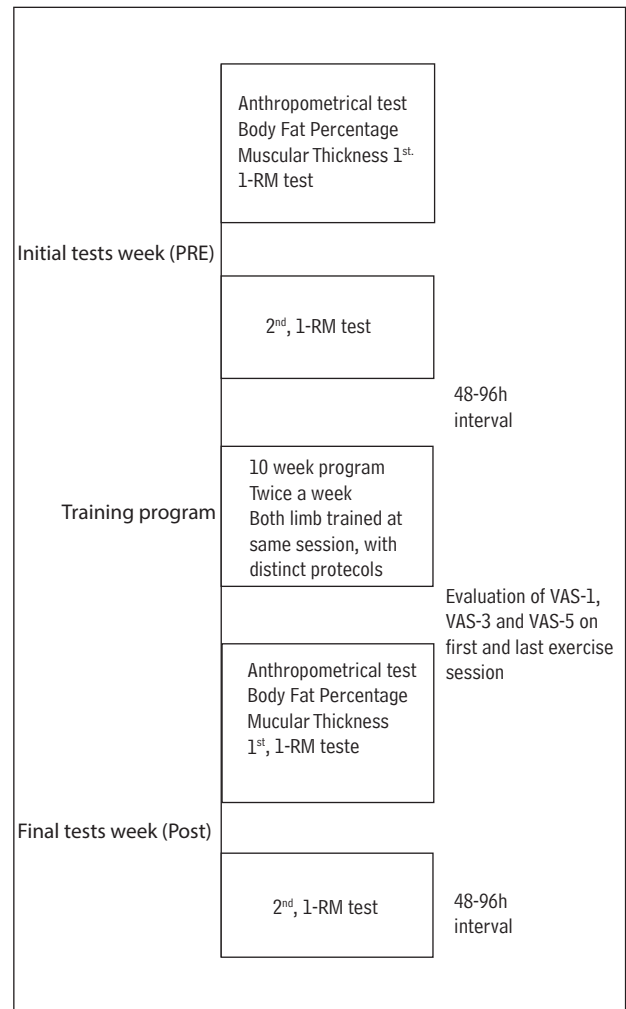 Anthropometrical test
Body Fat Percentage
Muscular Thickness 1st.
1-RM test
Initial tests week (PRE)
2nd, 1-RM test
48-96h
interval
10 week program
Twice a week
Both limb trained at
same session, with
distinct protecols
Training program
Evaluation of VAS-1,
VAS-3 and VAS-5 on
first and last exercise
session
Anthropometrical test
Body Fat Percentage
Mucular Thickness
1st, 1-RM teste
Final tests week (Post)
2nd, 1-RM test
48-96h
interval